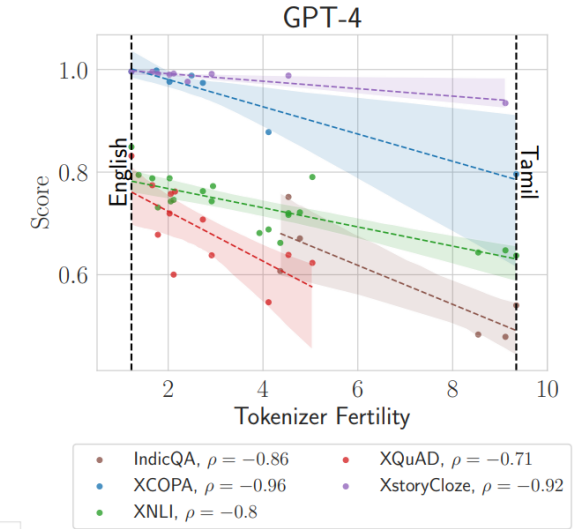 GPT-4
1.0
0.8
0.6
Score
English
Tamil
2 4 6 8 10
Tokenizer Fertility
IndicQA, ρ = −0.86
XCOPA, ρ = −0.96
XNLI, ρ = −0.8
XQuAD, ρ = −0.71
XstoryCloze, ρ = −0.92